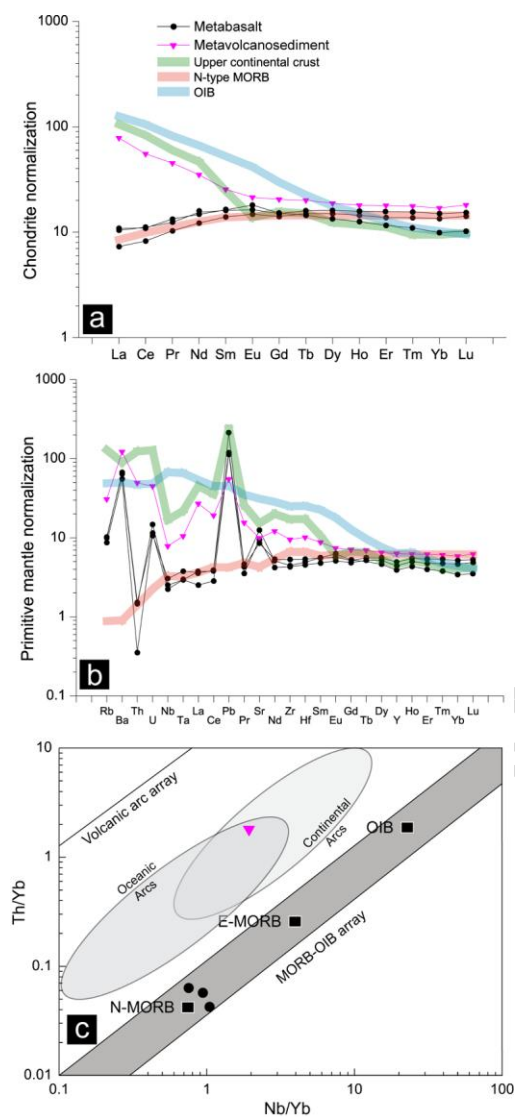 1000
Metabasalt
Metavolcanosediment
Upper continental crust
N-type MORB
OIB
100
10
1
Chondrite normalization
a
La Ce Pr Nd Sm Eu Gd Tb Dy Ho Er Tm Yb Lu
1000
100
10
1
0.1
Primitive mantle normalization
b
Rb Th Nb La Pb Sr Zr Sm Gd Dy Ho Tm Lu
Ba U Ta Ce Pr Nd Hf Eu Tb Y Er Yb
10
1
0.1
0.01
Th/Yb
Volcanic arc array
Oceanic
Arcs
Continental
Arcs
OIB
E-MORB
MORB-OIB array
N-MORB
c
0.1 1 10 100
Nb/Yb